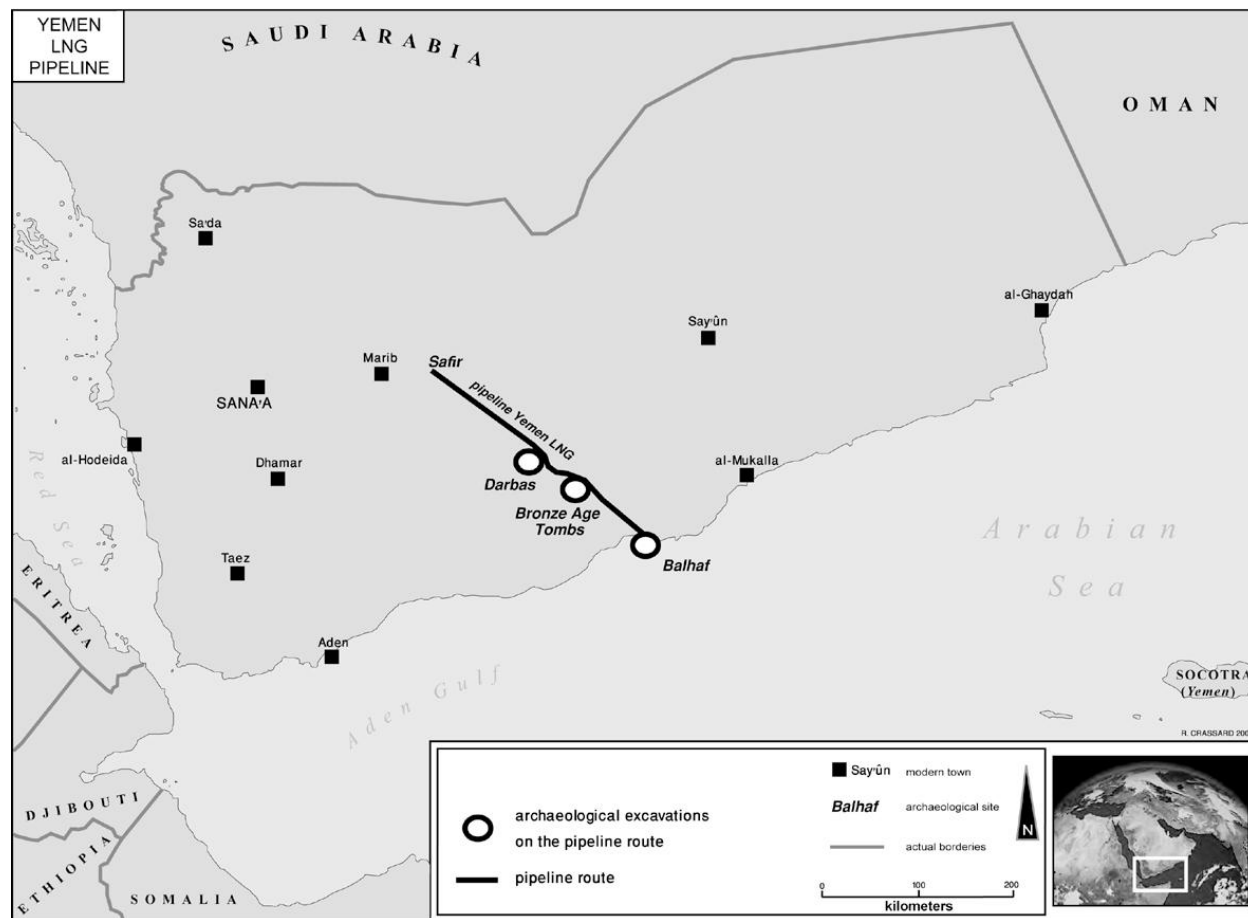 YEMEN
LNG
PIPELINE
SAUDI ARABIA
OMAN
Sa'da
al-Ghaydah
Say'ûn
Marib
Safir
SANA'A
pipeline Yemen LNG
al-Hodeida
Dhamar
Darbas
al-Mukalla
Bronze Age
Tombs
Red Sea
Balhaf
Arabian
Sea
Taez
ERITREA
Aden
Aden Gulf
SOCOTRA
(Yemen)
R. CRASSARD
DJIBOUTI
ETHIOPIA
SOMALIA
archaeological excavations
on the pipeline route
pipeline route
Say'ûn modern town
Balhaf archaeological site
actual borderies
N
0 100 200
kilometers